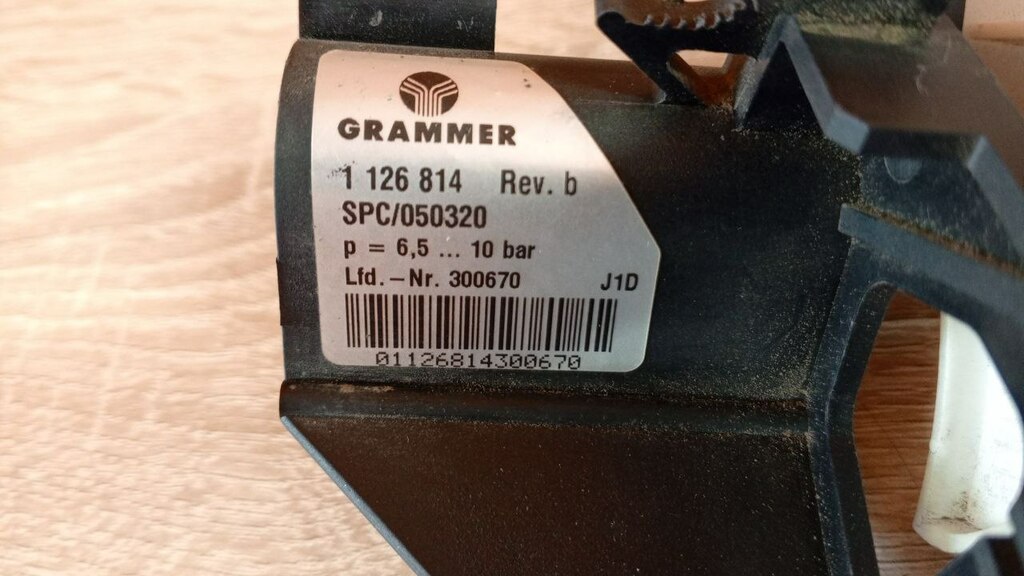 GRAMMER
1 126 814 Rev. b
SPC/050320
p = 6,5 ... 10 bar
Lfd.-Nr. 300670 J1D
01126814300670